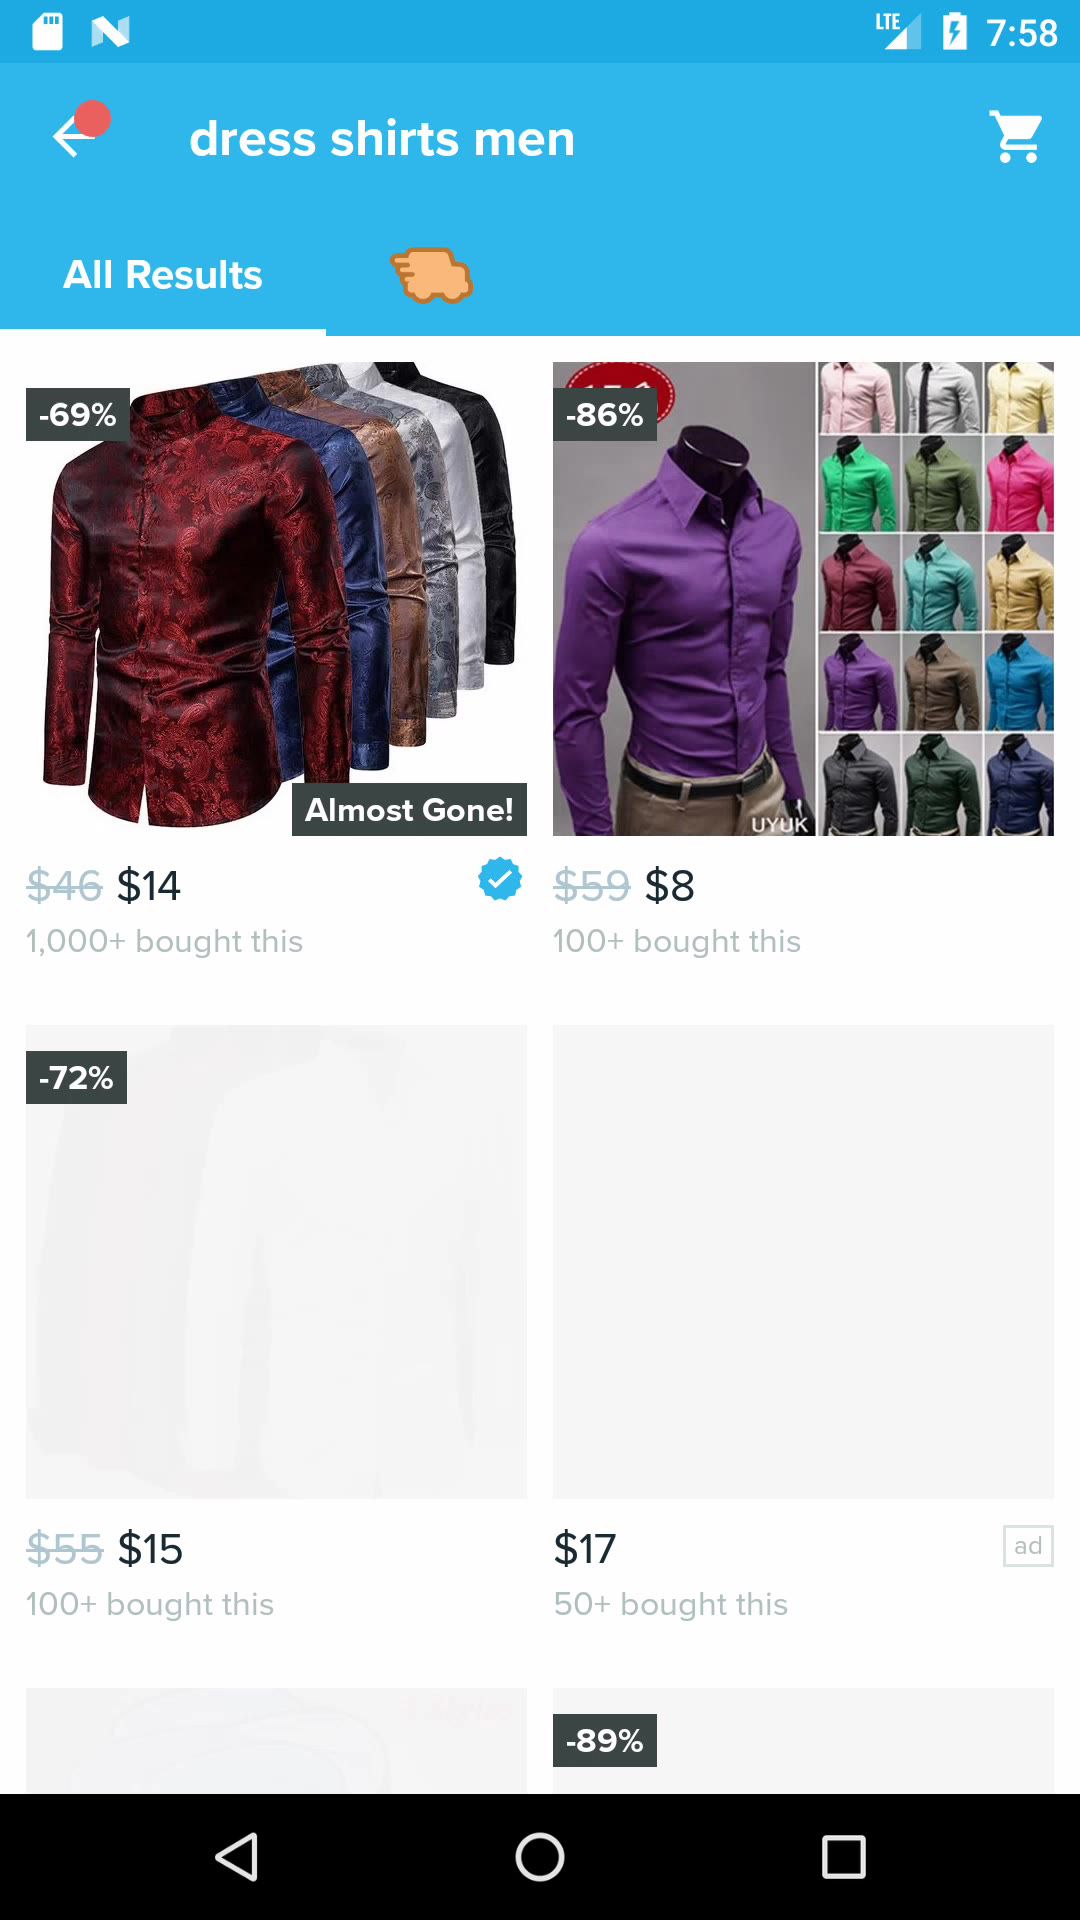 LTE 7:58
dress shirts men
All Results
-69%
-86%
Almost Gone!
UYUK
$46 $14
$59 $8
1,000+ bought this
100+ bought this
-72%
$55 $15
$17
ad
100+ bought this
50+ bought this
-89%